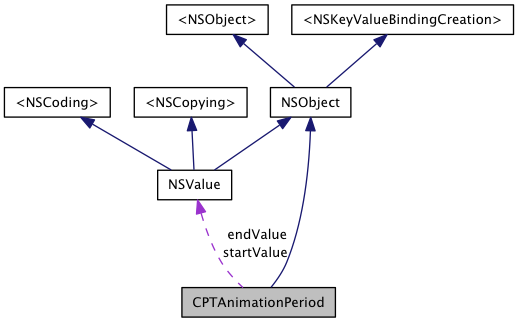 <NSObject>
<NSKeyValueBindingCreation>
<NSCoding>
<NSCopying>
NSObject
NSValue
endValue
startValue
CPTAnimationPeriod